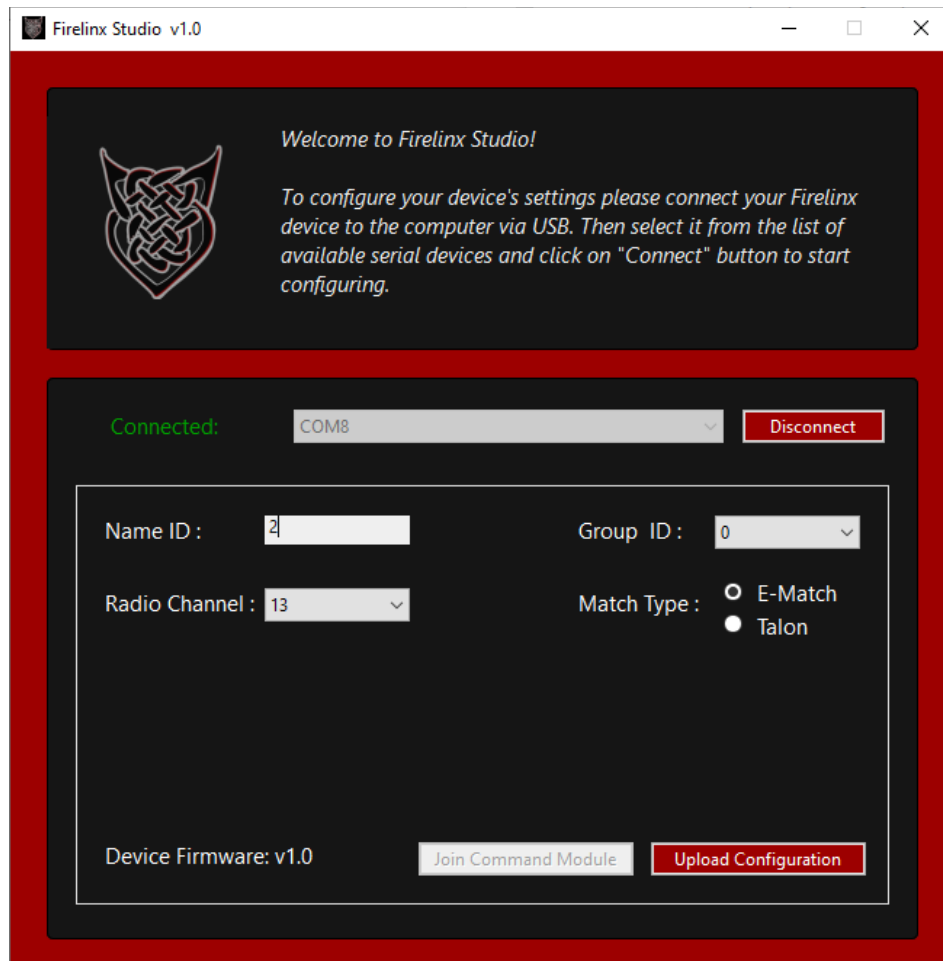 Firelinx Studio v1.0
Welcome to Firelinx Studio!
To configure your device's settings please connect your Firelinx
device to the computer via USB. Then select it from the list of
available serial devices and click on "Connect" button to start
configuring.
Connected:
COM8
Disconnect
Name ID :
2
Group ID :
0
Radio Channel :
13
Match Type :
E-Match
Talon
Device Firmware: v1.0
Join Command Module
Upload Configuration